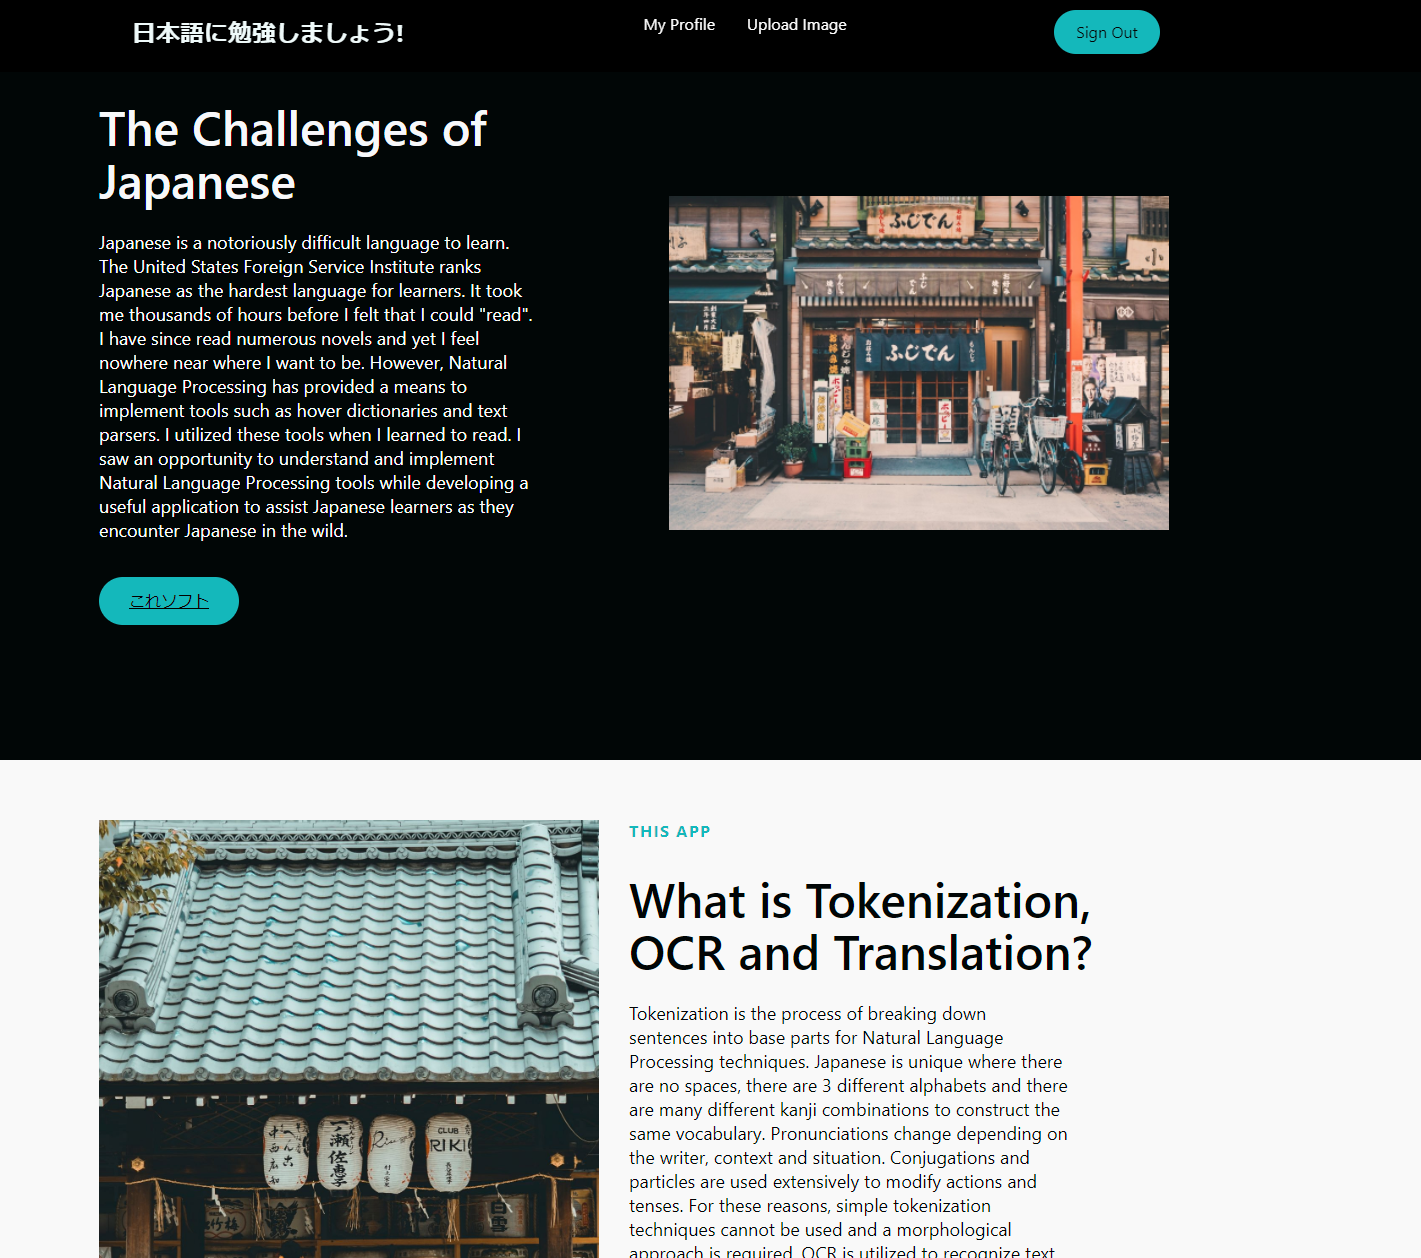 日本語に勉強しましょう!
My Profile
Upload Image
Sign Out
The Challenges of
Japanese
Japanese is a notoriously difficult language to learn.
The United States Foreign Service Institute ranks
Japanese as the hardest language for learners. It took
me thousands of hours before I felt that I could "read".
I have since read numerous novels and yet I feel
nowhere near where I want to be. However, Natural
Language Processing has provided a means to
implement tools such as hover dictionaries and text
parsers. I utilized these tools when I learned to read. I
saw an opportunity to understand and implement
Natural Language Processing tools while developing a
useful application to assist Japanese learners as they
encounter Japanese in the wild.
これソフト
ふじでん
ふじでん
THIS APP
What is Tokenization,
OCR and Translation?
Tokenization is the process of breaking down
sentences into base parts for Natural Language
Processing techniques. Japanese is unique where there
are no spaces, there are 3 different alphabets and there
are many different kanji combinations to construct the
same vocabulary. Pronunciations change depending on
the writer, context and situation. Conjugations and
particles are used extensively to modify actions and
tenses. For these reasons, simple tokenization
techniques cannot be used and a morphological
approach is required. OCR is utilized to recognize text
一ノ瀬佐恵子
CLUB
RIKI
白雪